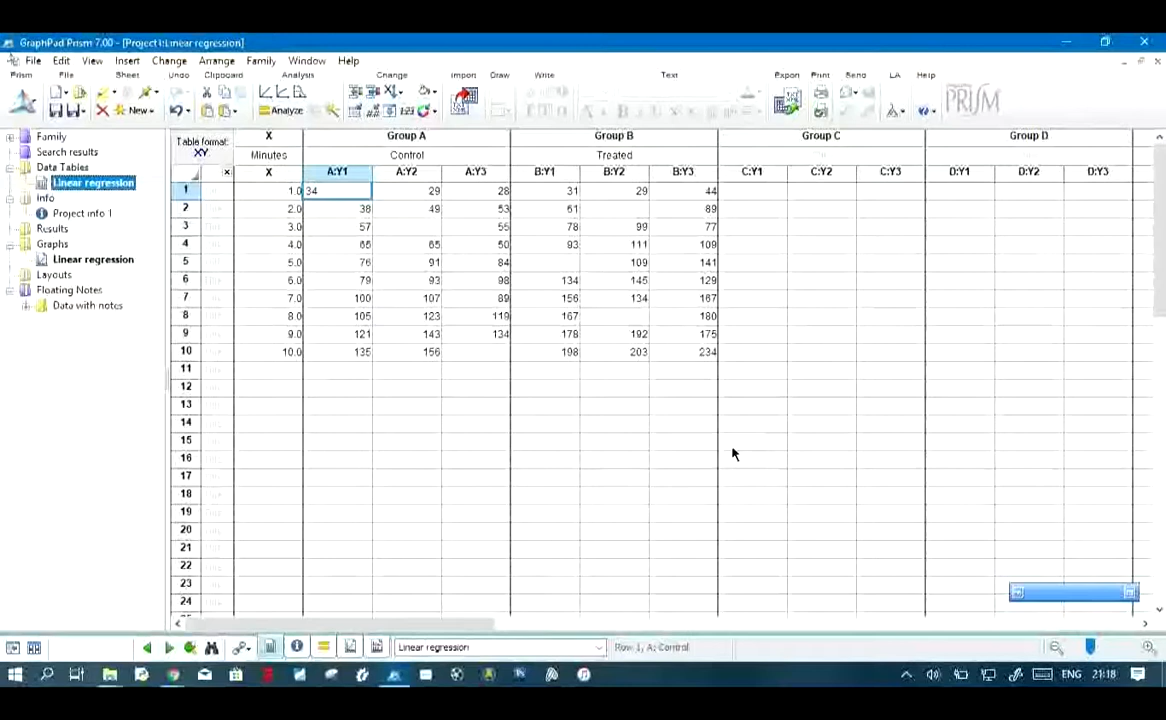 GraphPad Prism 7.00 - [Project1:Linear regression]
File Edit View Insert Change Arrange Family Window Help
Prism File Sheet Undo Clipboard Analysis Change Import Draw Write Text Export Print Send LA Help
New Analyze PRISM
Family
Search results
Data Tables
Linear regression
Info
Project info 1
Results
Graphs
Linear regression
Layouts
Floating Notes
Data with notes
Table format: XY
X Group A Group B Group C Group D
Minutes Control Treated
X A:Y1 A:Y2 A:Y3 B:Y1 B:Y2 B:Y3 C:Y1 C:Y2 C:Y3 D:Y1 D:Y2 D:Y3
1 1.0 34 29 28 31 29 44
2 2.0 38 49 53 61 89
3 3.0 57 55 78 99 77
4 4.0 65 65 50 93 111 109
5 5.0 76 91 84 109 141
6 6.0 79 93 98 134 145 129
7 7.0 100 107 89 156 134 167
8 8.0 105 123 119 167 180
9 9.0 121 143 134 178 192 175
10 10.0 135 156 198 203 234
11
12
13
14
15
16
17
18
19
20
21
22
23
24
Linear regression Row 1, A: Control
ENG 21:18